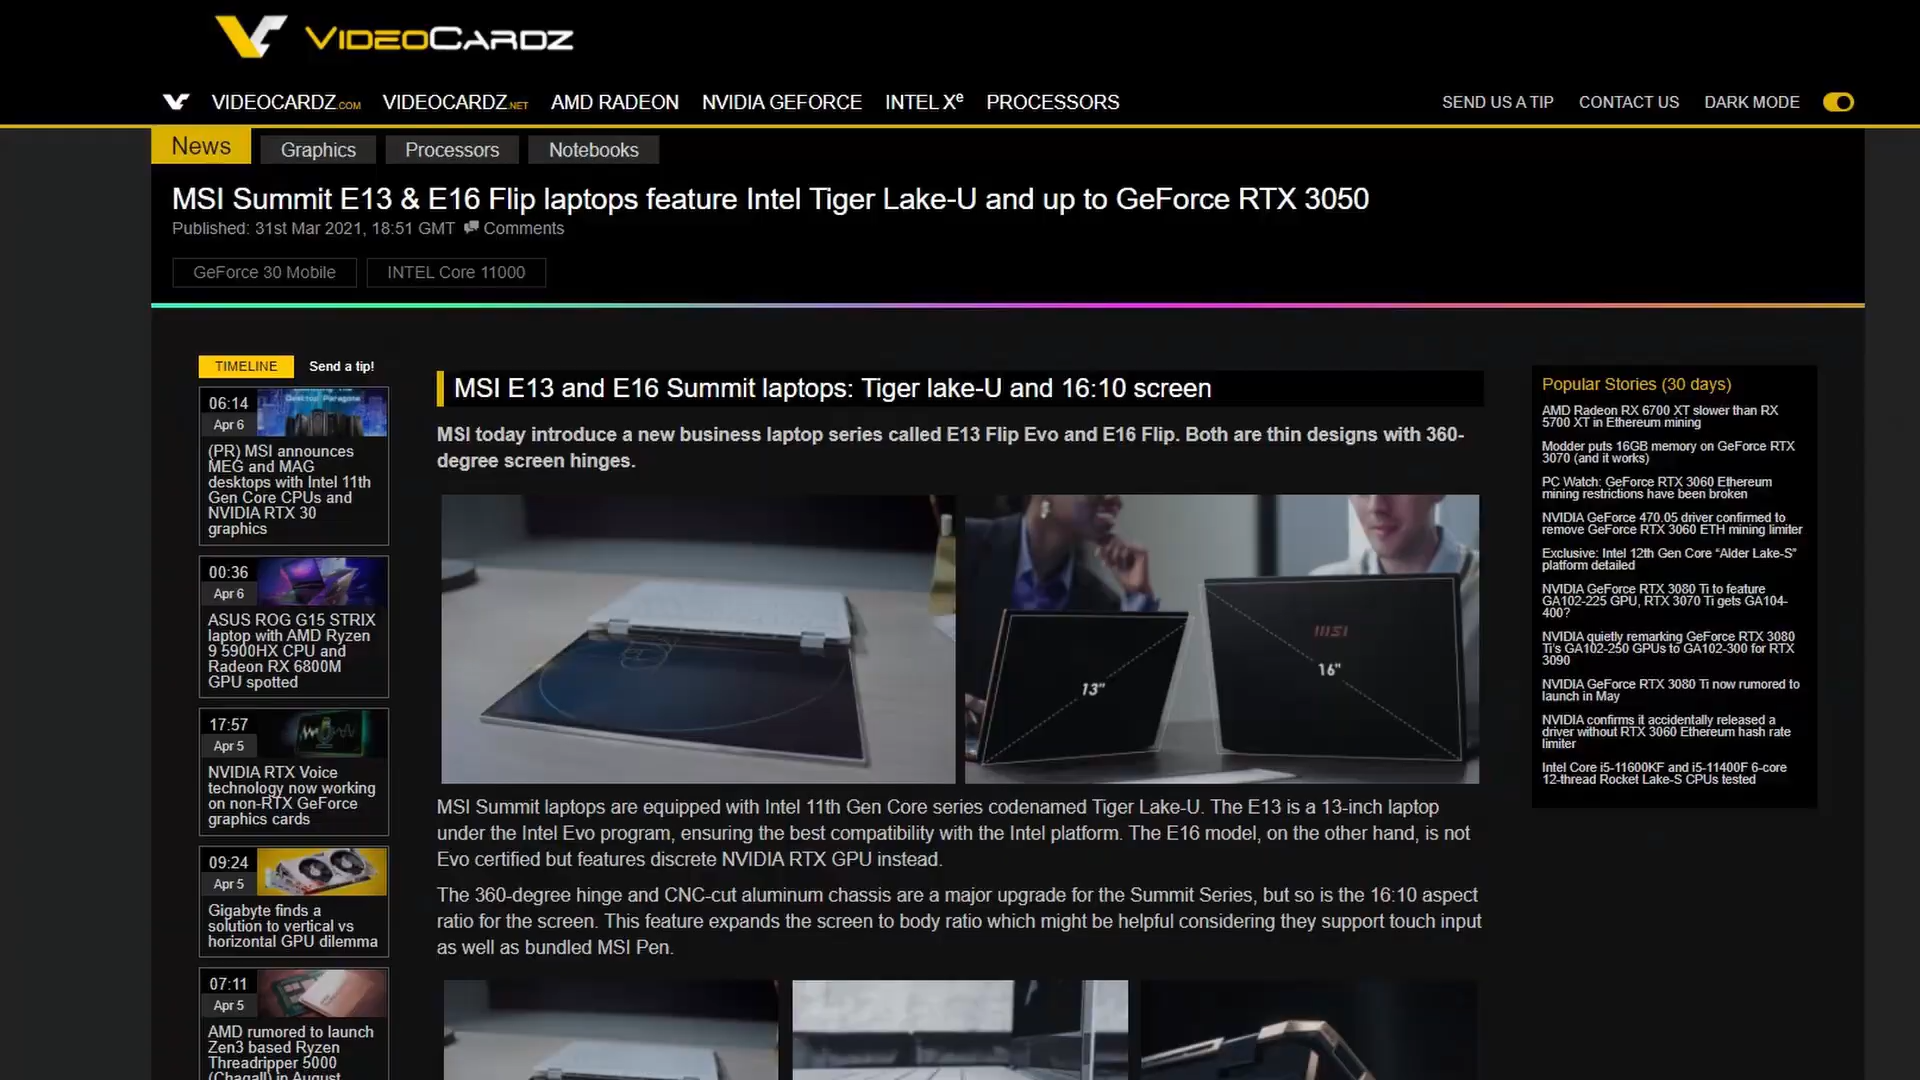 VIDEOCARDZ
VIDEOCARDZ.COM VIDEOCARDZ.NET AMD RADEON NVIDIA GEFORCE INTEL Xe PROCESSORS SEND US A TIP CONTACT US DARK MODE
News Graphics Processors Notebooks
MSI Summit E13 & E16 Flip laptops feature Intel Tiger Lake-U and up to GeForce RTX 3050
Published: 31st Mar 2021, 18:51 GMT Comments
GeForce 30 Mobile INTEL Core 11000
TIMELINE Send a tip!
06:14
Apr 6
Desktop Paragons
(PR) MSI announces
MEG and MAG
desktops with Intel 11th
Gen Core CPUs and
NVIDIA RTX 30
graphics
00:36
Apr 6
ASUS ROG G15 STRIX
laptop with AMD Ryzen
9 5900HX CPU and
Radeon RX 6800M
GPU spotted
17:57
Apr 5
NVIDIA RTX Voice
technology now working
on non-RTX GeForce
graphics cards
09:24
Apr 5
Gigabyte finds a
solution to vertical vs
horizontal GPU dilemma
07:11
Apr 5
AMD rumored to launch
Zen3 based Ryzen
Threadripper 5000
(Chagall) in August
MSI E13 and E16 Summit laptops: Tiger lake-U and 16:10 screen
MSI today introduce a new business laptop series called E13 Flip Evo and E16 Flip. Both are thin designs with 360-
degree screen hinges.
13"
MSI
16"
MSI Summit laptops are equipped with Intel 11th Gen Core series codenamed Tiger Lake-U. The E13 is a 13-inch laptop
under the Intel Evo program, ensuring the best compatibility with the Intel platform. The E16 model, on the other hand, is not
Evo certified but features discrete NVIDIA RTX GPU instead.
The 360-degree hinge and CNC-cut aluminum chassis are a major upgrade for the Summit Series, but so is the 16:10 aspect
ratio for the screen. This feature expands the screen to body ratio which might be helpful considering they support touch input
as well as bundled MSI Pen.
Popular Stories (30 days)
AMD Radeon RX 6700 XT slower than RX
5700 XT in Ethereum mining
Modder puts 16GB memory on GeForce RTX
3070 (and it works)
PC Watch: GeForce RTX 3060 Ethereum
mining restrictions have been broken
NVIDIA GeForce 470.05 driver confirmed to
remove GeForce RTX 3060 ETH mining limiter
Exclusive: Intel 12th Gen Core “Alder Lake-S”
platform detailed
NVIDIA GeForce RTX 3080 Ti to feature
GA102-225 GPU, RTX 3070 Ti gets GA104-
400?
NVIDIA quietly remarking GeForce RTX 3080
Ti's GA102-250 GPUs to GA102-300 for RTX
3090
NVIDIA GeForce RTX 3080 Ti now rumored to
launch in May
NVIDIA confirms it accidentally released a
driver without RTX 3060 Ethereum hash rate
limiter
Intel Core i5-11600KF and i5-11400F 6-core
12-thread Rocket Lake-S CPUs tested